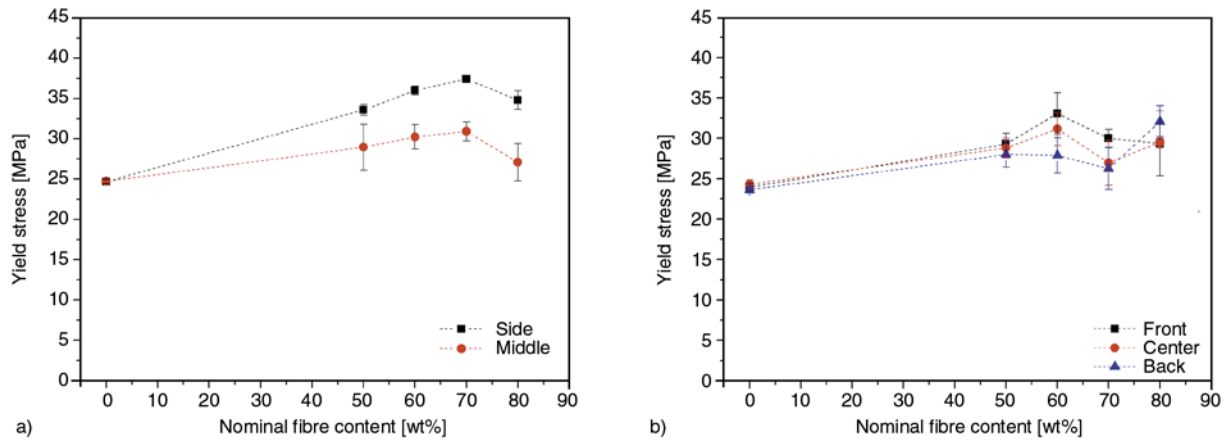 45
40
35
30
25
20
15
10
5
0
Yield stress [MPa]
Side
Middle
0 10 20 30 40 50 60 70 80 90
a) Nominal fibre content [wt%]
45
40
35
30
25
20
15
10
5
0
Yield stress [MPa]
Front
Center
Back
0 10 20 30 40 50 60 70 80 90
b) Nominal fibre content [wt%]